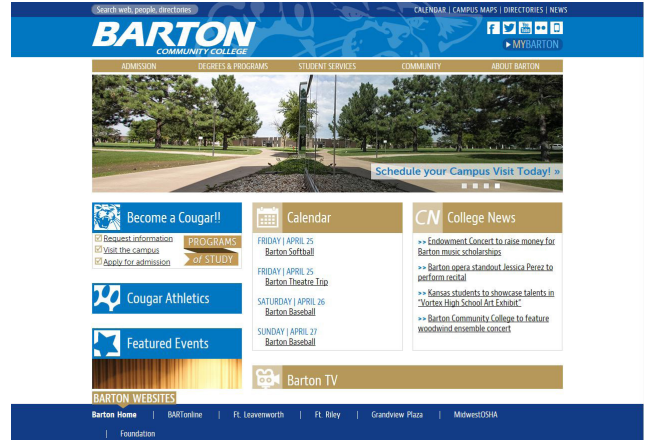 Search web, people, directories
CALENDAR | CAMPUS MAPS | DIRECTORIES | NEWS
BARTON
COMMUNITY COLLEGE
You
Tube
MYBARTON
ADMISSION DEGREES & PROGRAMS STUDENT SERVICES COMMUNITY ABOUT BARTON
Schedule your Campus Visit Today! »
Become a Cougar!!
Request information
Visit the campus
Apply for admission
PROGRAMS
of STUDY
Cougar Athletics
Featured Events
Calendar
FRIDAY | APRIL 25
Barton Softball
FRIDAY | APRIL 25
Barton Theatre Trip
SATURDAY | APRIL 26
Barton Baseball
SUNDAY | APRIL 27
Barton Baseball
CN College News
>> Endowment Concert to raise money for
Barton music scholarships
>> Barton opera standout Jessica Perez to
perform recital
>> Kansas students to showcase talents in
"Vortex High School Art Exhibit"
>> Barton Community College to feature
woodwind ensemble concert
Barton TV
BARTON WEBSITES
Barton Home | BARTonline | Ft. Leavenworth | Ft. Riley | Grandview Plaza | MidwestOSHA
| Foundation